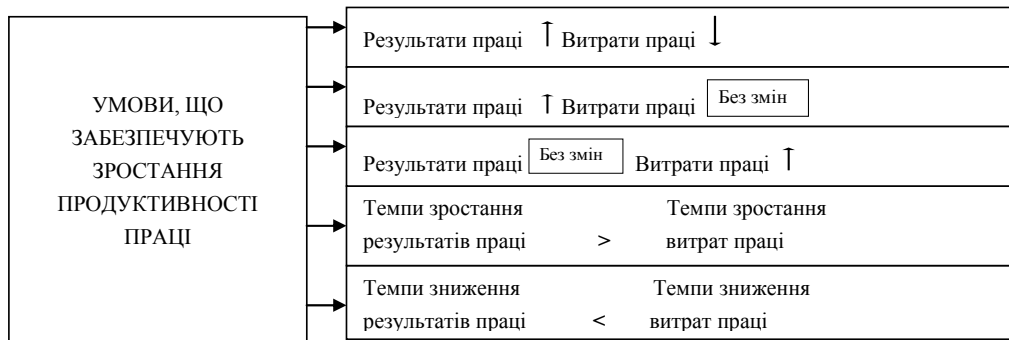 УМОВИ, ЩО
ЗАБЕЗПЕЧУЮТЬ
ЗРОСТАННЯ
ПРОДУКТИВНОСТІ
ПРАЦІ
Результати праці ↑ Витрати праці ↓
Результати праці ↑ Витрати праці Без змін
Результати праці Без змін Витрати праці ↑
Темпи зростання Темпи зростання
результатів праці > витрат праці
Темпи зниження Темпи зниження
результатів праці < витрат праці